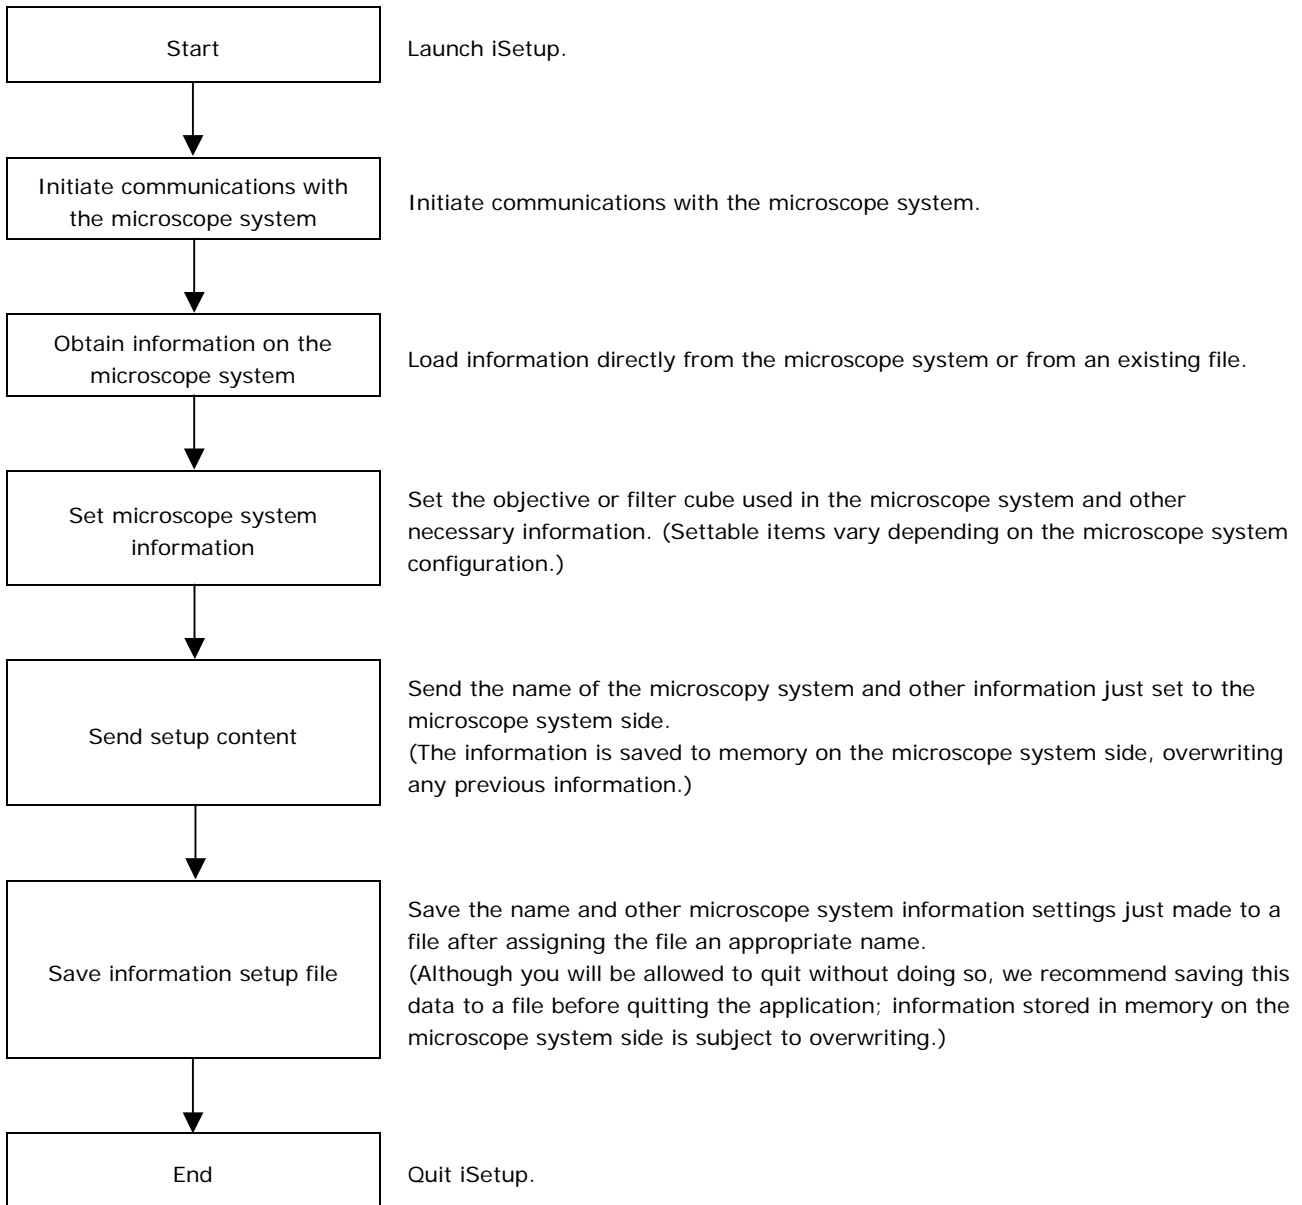 Start
Launch iSetup.
Initiate communications with
the microscope system
Initiate communications with the microscope system.
Obtain information on the
microscope system
Load information directly from the microscope system or from an existing file.
Set microscope system
information
Set the objective or filter cube used in the microscope system and other
necessary information. (Settable items vary depending on the microscope system
configuration.)
Send setup content
Send the name of the microscopy system and other information just set to the
microscope system side.
(The information is saved to memory on the microscope system side, overwriting
any previous information.)
Save information setup file
Save the name and other microscope system information settings just made to a
file after assigning the file an appropriate name.
(Although you will be allowed to quit without doing so, we recommend saving this
data to a file before quitting the application; information stored in memory on the
microscope system side is subject to overwriting.)
End
Quit iSetup.